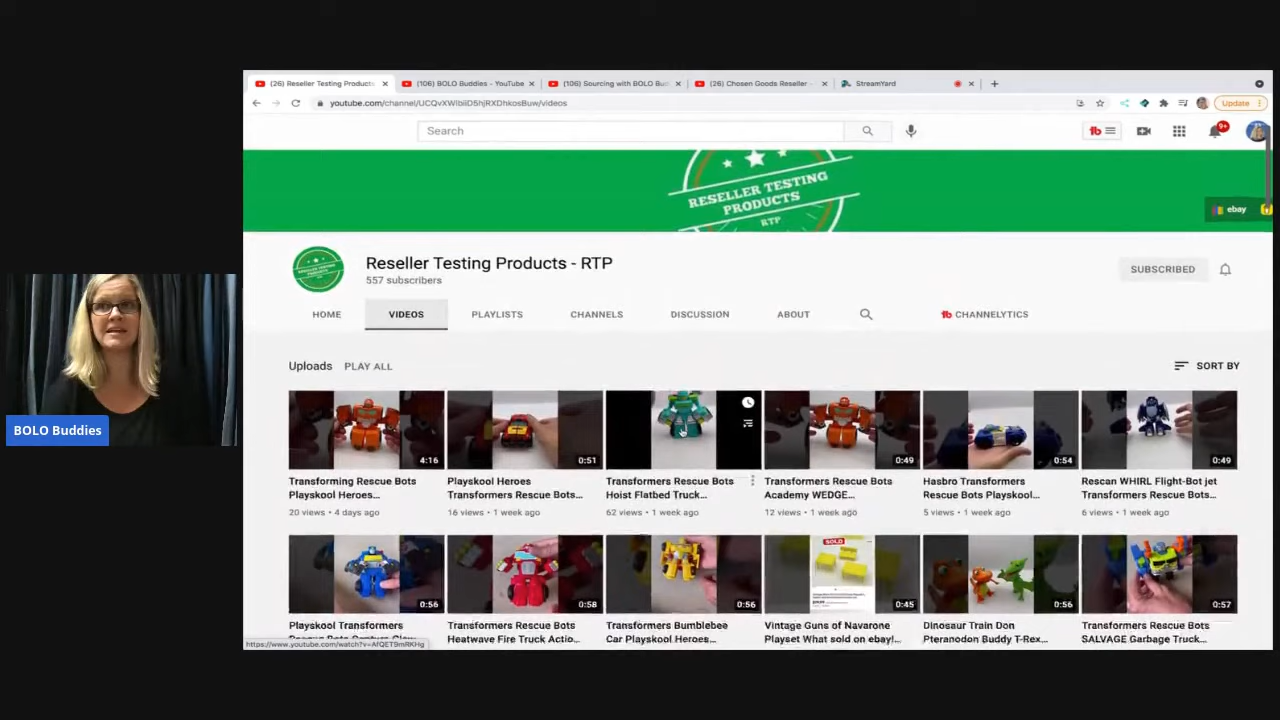 (26) Reseller Testing Products
(106) BOLO Buddies - YouTube
(106) Sourcing with BOLO Bud
(26) Chosen Goods Reseller -
StreamYard
youtube.com/channel/UCQvXWlbiiD5hjRXDhkosBuw/videos
Update
Search
9+
RESELLER TESTING
PRODUCTS
RTP
ebay
Reseller Testing Products - RTP
557 subscribers
SUBSCRIBED
HOME
VIDEOS
PLAYLISTS
CHANNELS
DISCUSSION
ABOUT
CHANNELYTICS
Uploads
PLAY ALL
SORT BY
4:16
0:51
0:49
0:54
0:49
Transforming Rescue Bots
Playskool Heroes...
20 views • 4 days ago
Playskool Heroes
Transformers Rescue Bots...
16 views • 1 week ago
Transformers Rescue Bots
Hoist Flatbed Truck...
62 views • 1 week ago
Transformers Rescue Bots
Academy WEDGE...
12 views • 1 week ago
Hasbro Transformers
Rescue Bots Playskool...
5 views • 1 week ago
Rescan WHIRL Flight-Bot jet
Transformers Rescue Bots...
6 views • 1 week ago
SOLD
0:56
0:58
0:56
0:45
0:56
0:57
Playskool Transformers
Transformers Rescue Bots
Heatwave Fire Truck Actio...
Transformers Bumblebee
Car Playskool Heroes...
Vintage Guns of Navarone
Playset What sold on ebay!...
Dinosaur Train Don
Pteranodon Buddy T-Rex...
Transformers Rescue Bots
SALVAGE Garbage Truck...
https://www.youtube.com/watch?v=AfQET9mRKHg
BOLO Buddies